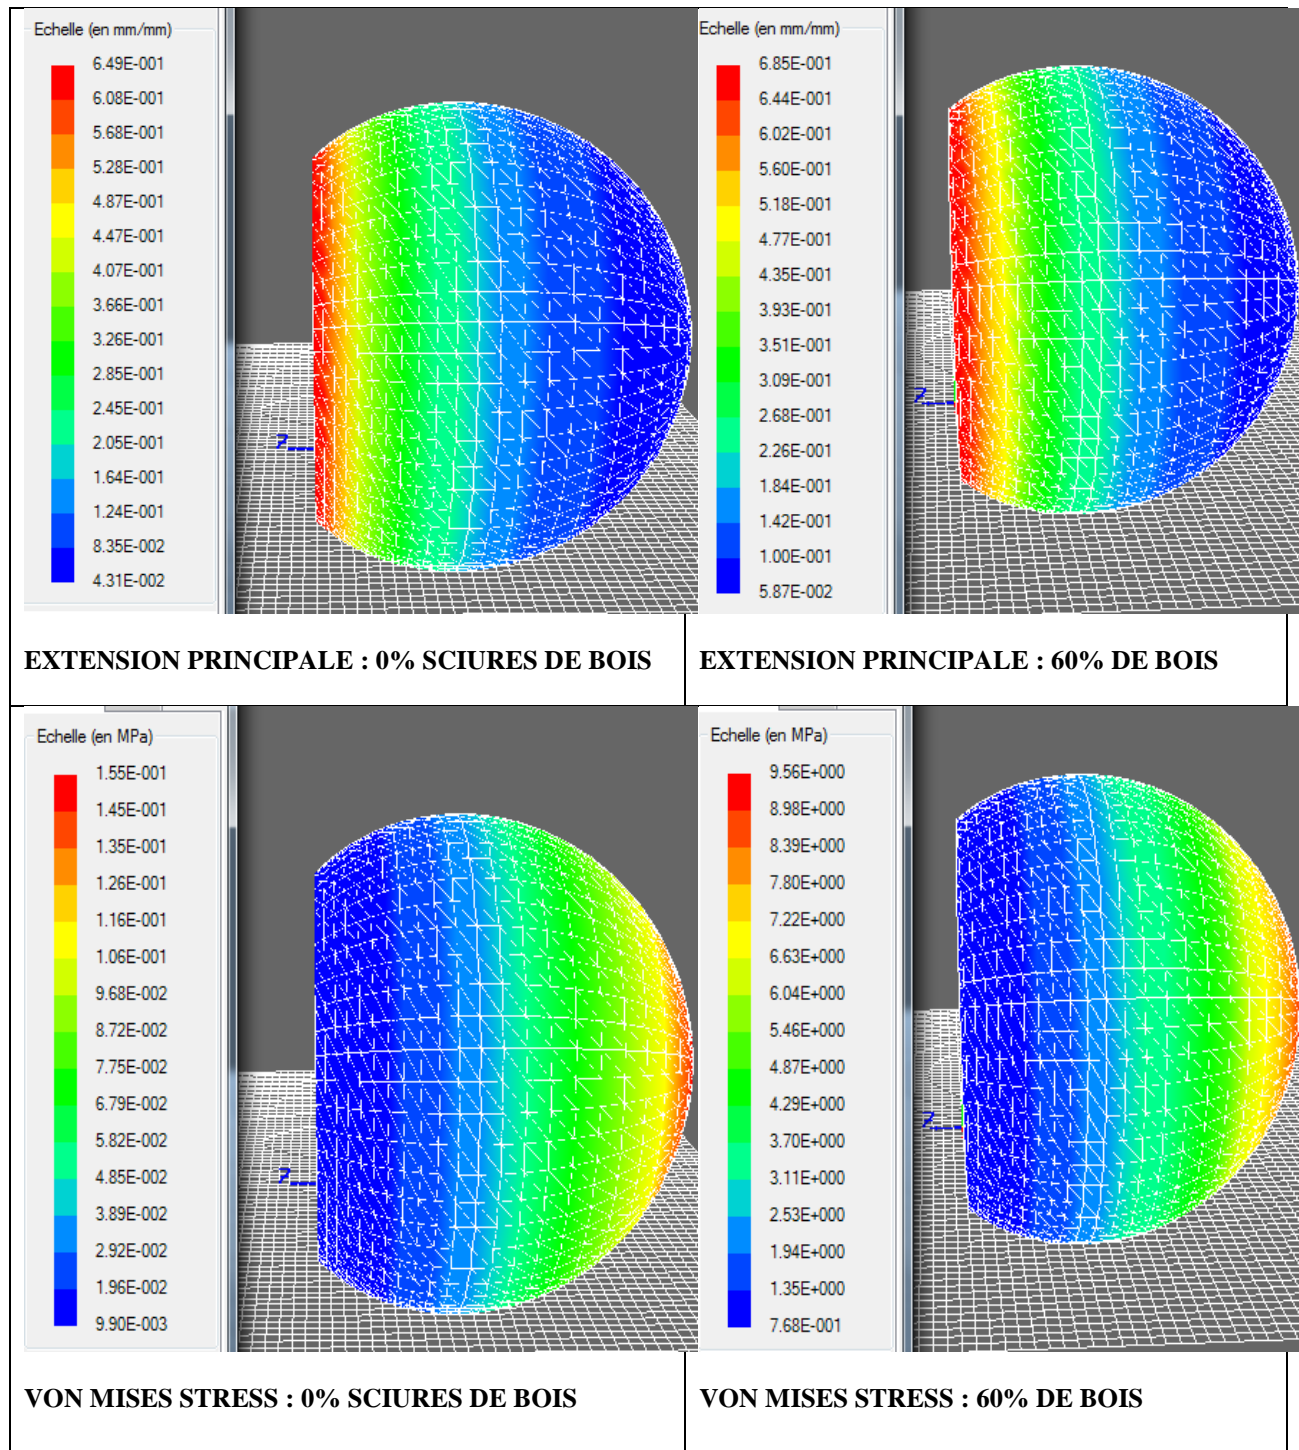 Echelle (en mm/mm)
6.49E-001
6.08E-001
5.68E-001
5.28E-001
4.87E-001
4.47E-001
4.07E-001
3.66E-001
3.26E-001
2.85E-001
2.45E-001
2.05E-001
1.64E-001
1.24E-001
8.35E-002
4.31E-002
Z
EXTENSION PRINCIPALE : 0% SCIURES DE BOIS
Echelle (en mm/mm)
6.85E-001
6.44E-001
6.02E-001
5.60E-001
5.18E-001
4.77E-001
4.35E-001
3.93E-001
3.51E-001
3.09E-001
2.68E-001
2.26E-001
1.84E-001
1.42E-001
1.00E-001
5.87E-002
Z
EXTENSION PRINCIPALE : 60% DE BOIS
Echelle (en MPa)
1.55E-001
1.45E-001
1.35E-001
1.26E-001
1.16E-001
1.06E-001
9.68E-002
8.72E-002
7.75E-002
6.79E-002
5.82E-002
4.85E-002
3.89E-002
2.92E-002
1.96E-002
9.90E-003
Z
VON MISES STRESS : 0% SCIURES DE BOIS
Echelle (en MPa)
9.56E+000
8.98E+000
8.39E+000
7.80E+000
7.22E+000
6.63E+000
6.04E+000
5.46E+000
4.87E+000
4.29E+000
3.70E+000
3.11E+000
2.53E+000
1.94E+000
1.35E+000
7.68E-001
Z
VON MISES STRESS : 60% DE BOIS